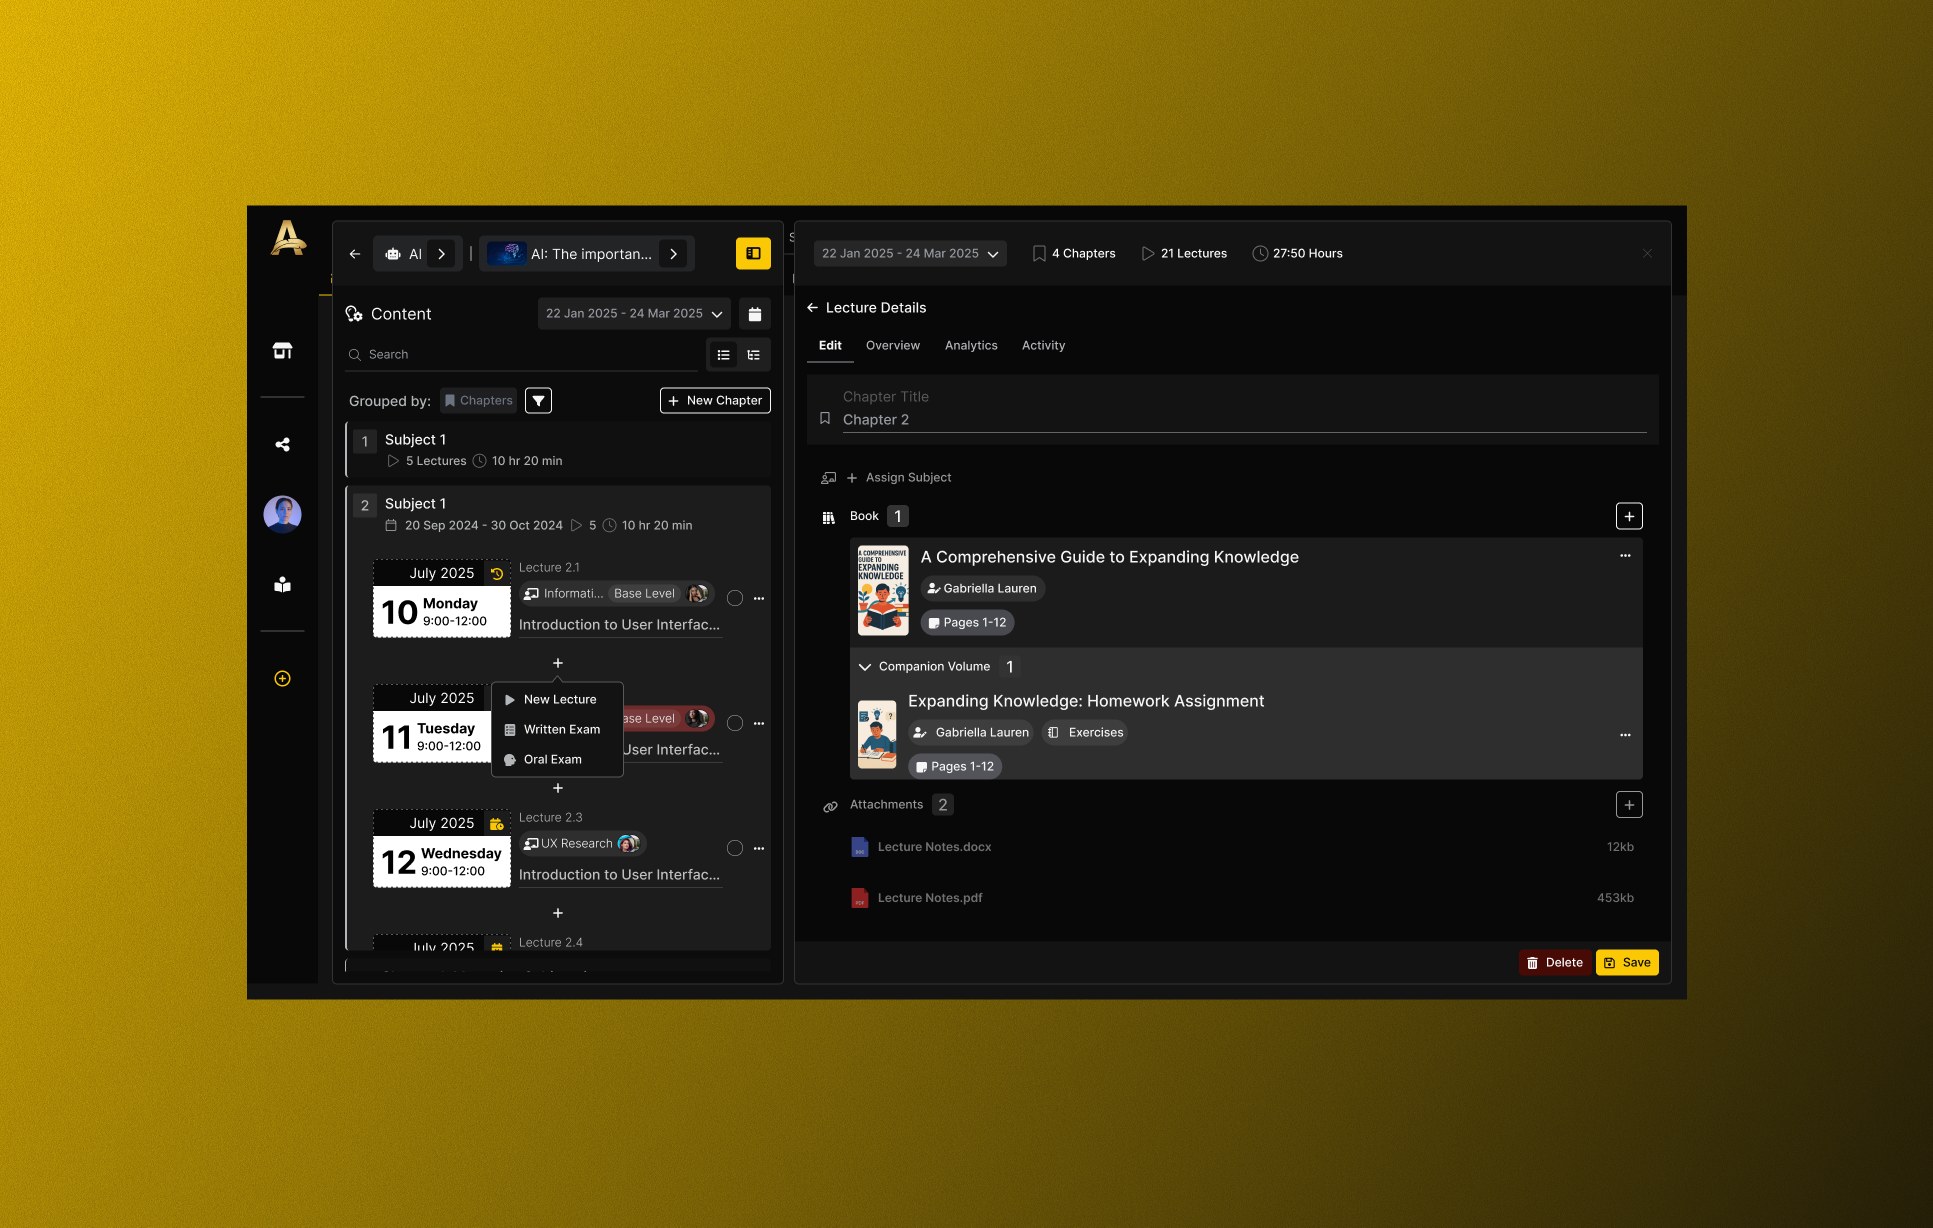 AI
AI: The importan...
Content
22 Jan 2025 - 24 Mar 2025
Search
Grouped by:
Chapters
New Chapter
1
Subject 1
5 Lectures
10 hr 20 min
2
Subject 1
20 Sep 2024 - 30 Oct 2024
5
10 hr 20 min
July 2025
10
Monday
9:00-12:00
Lecture 2.1
Informati...
Base Level
Introduction to User Interfac...
New Lecture
Written Exam
Oral Exam
July 2025
11
Tuesday
9:00-12:00
ase Level
User Interfac...
July 2025
12
Wednesday
9:00-12:00
Lecture 2.3
UX Research
Introduction to User Interfac...
July 2025
Lecture 2.4
22 Jan 2025 - 24 Mar 2025
4 Chapters
21 Lectures
27:50 Hours
Lecture Details
Edit
Overview
Analytics
Activity
Chapter Title
Chapter 2
Assign Subject
Book
1
A COMPREHENSIVE
GUIDE TO
EXPANDING
KNOWLEDGE
A Comprehensive Guide to Expanding Knowledge
Gabriella Lauren
Pages 1-12
Companion Volume
1
Expanding Knowledge: Homework Assignment
Gabriella Lauren
Exercises
Pages 1-12
Attachments
2
Lecture Notes.docx
12kb
PDF
Lecture Notes.pdf
453kb
Delete
Save